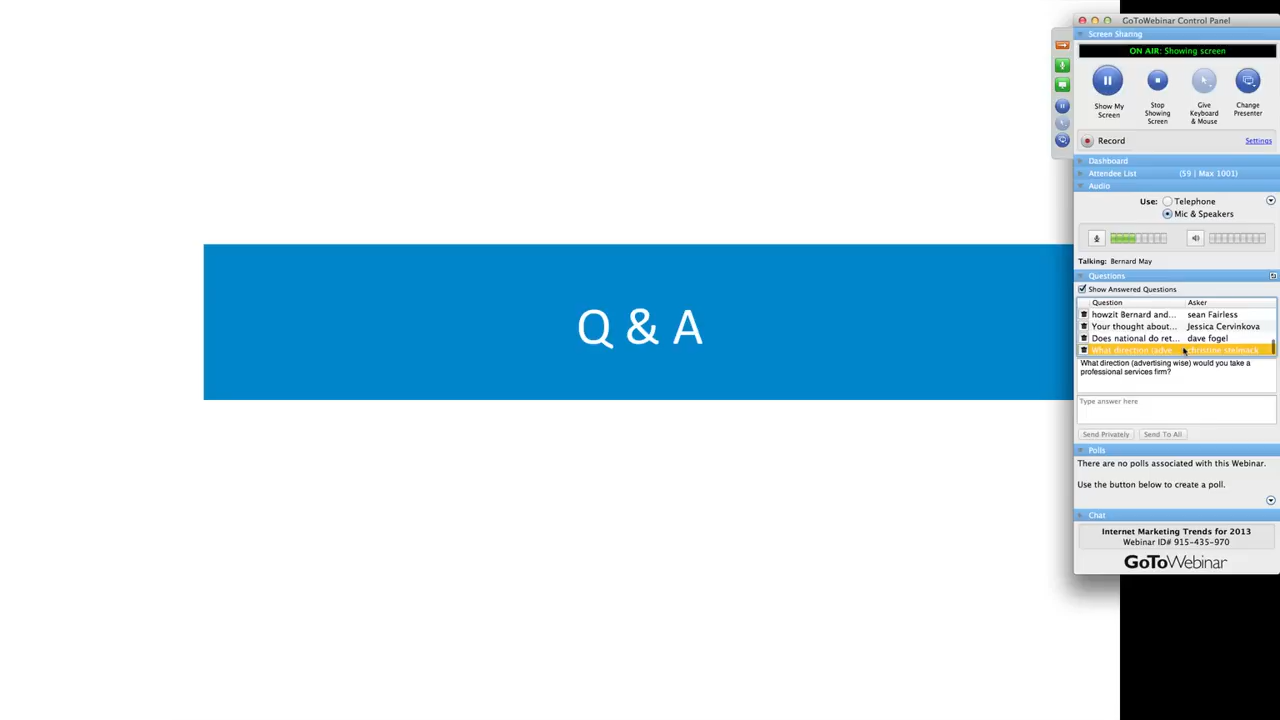 Q & A
GoToWebinar Control Panel
Screen Sharing
ON AIR: Showing screen
Show My
Screen
Stop
Showing
Screen
Give
Keyboard
& Mouse
Change
Presenter
Record
Settings
Dashboard
Attendee List (59 | Max 1001)
Audio
Use: Telephone
Mic & Speakers
Talking: Bernard May
Questions
Show Answered Questions
Question Asker
howzit Bernard and... sean Fairless
Your thought about... Jessica Cervinkova
Does national do ret... dave fogel
What direction (adve christine stelmack
What direction (advertising wise) would you take a
professional services firm?
Type answer here
Send Privately Send To All
Polls
There are no polls associated with this Webinar.
Use the button below to create a poll.
Chat
Internet Marketing Trends for 2013
Webinar ID# 915-435-970
GoToWebinar